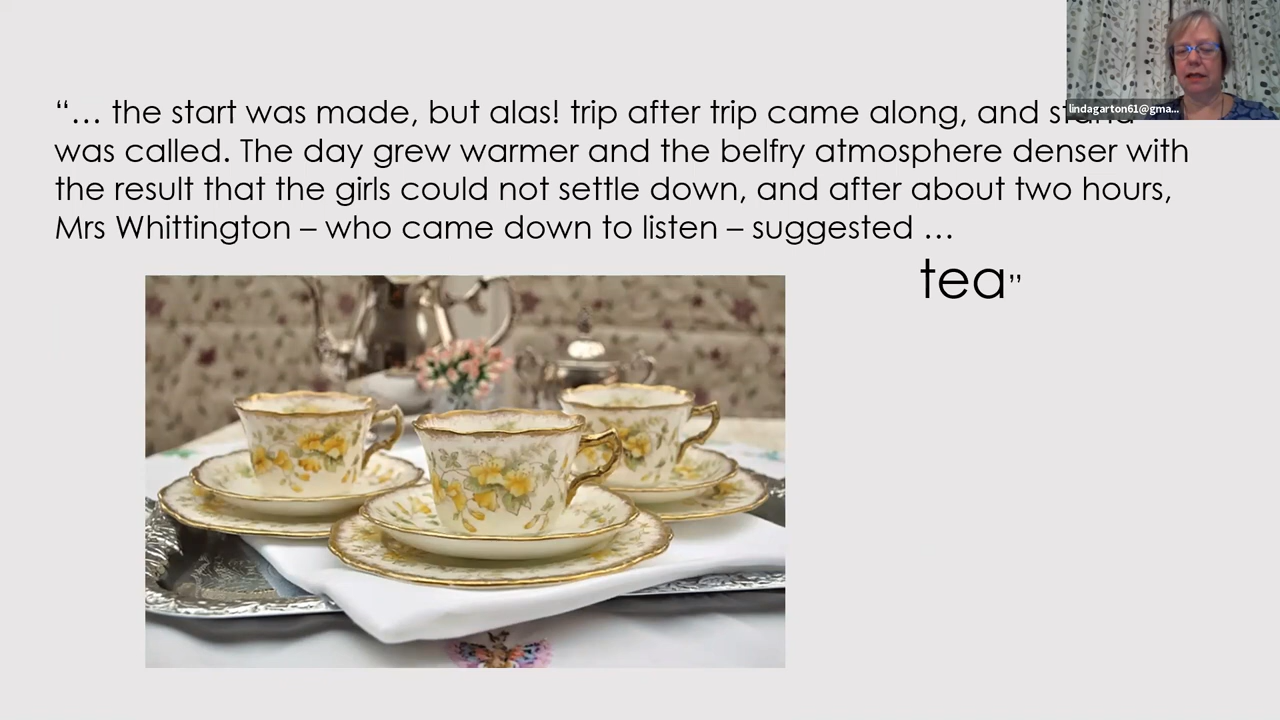 “… the start was made, but alas! trip after trip came along, and stand
was called. The day grew warmer and the belfry atmosphere denser with
the result that the girls could not settle down, and after about two hours,
Mrs Whittington – who came down to listen – suggested …
tea”
lindagarton61@gma...